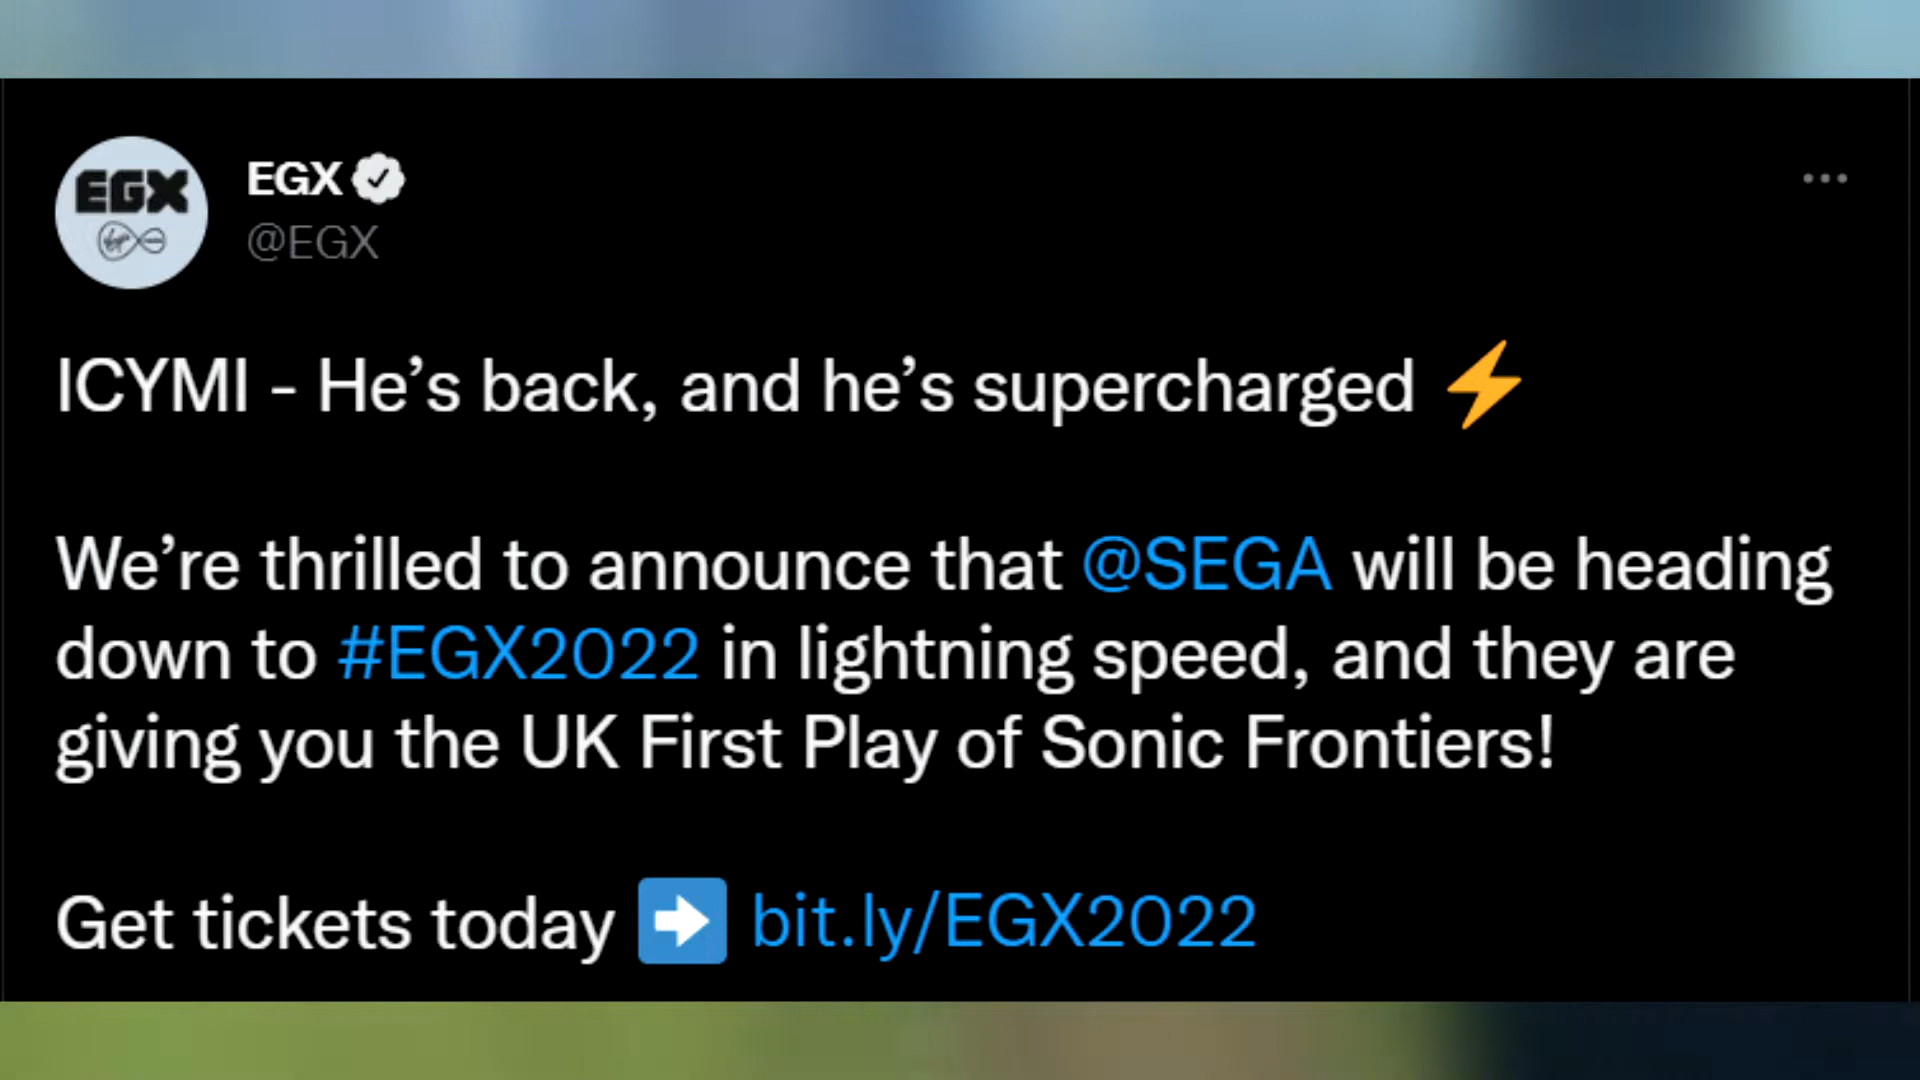 EGX
EGX
@EGX
ICYMI - He’s back, and he’s supercharged ⚡
We’re thrilled to announce that @SEGA will be heading
down to #EGX2022 in lightning speed, and they are
giving you the UK First Play of Sonic Frontiers!
Get tickets today ➡️ bit.ly/EGX2022